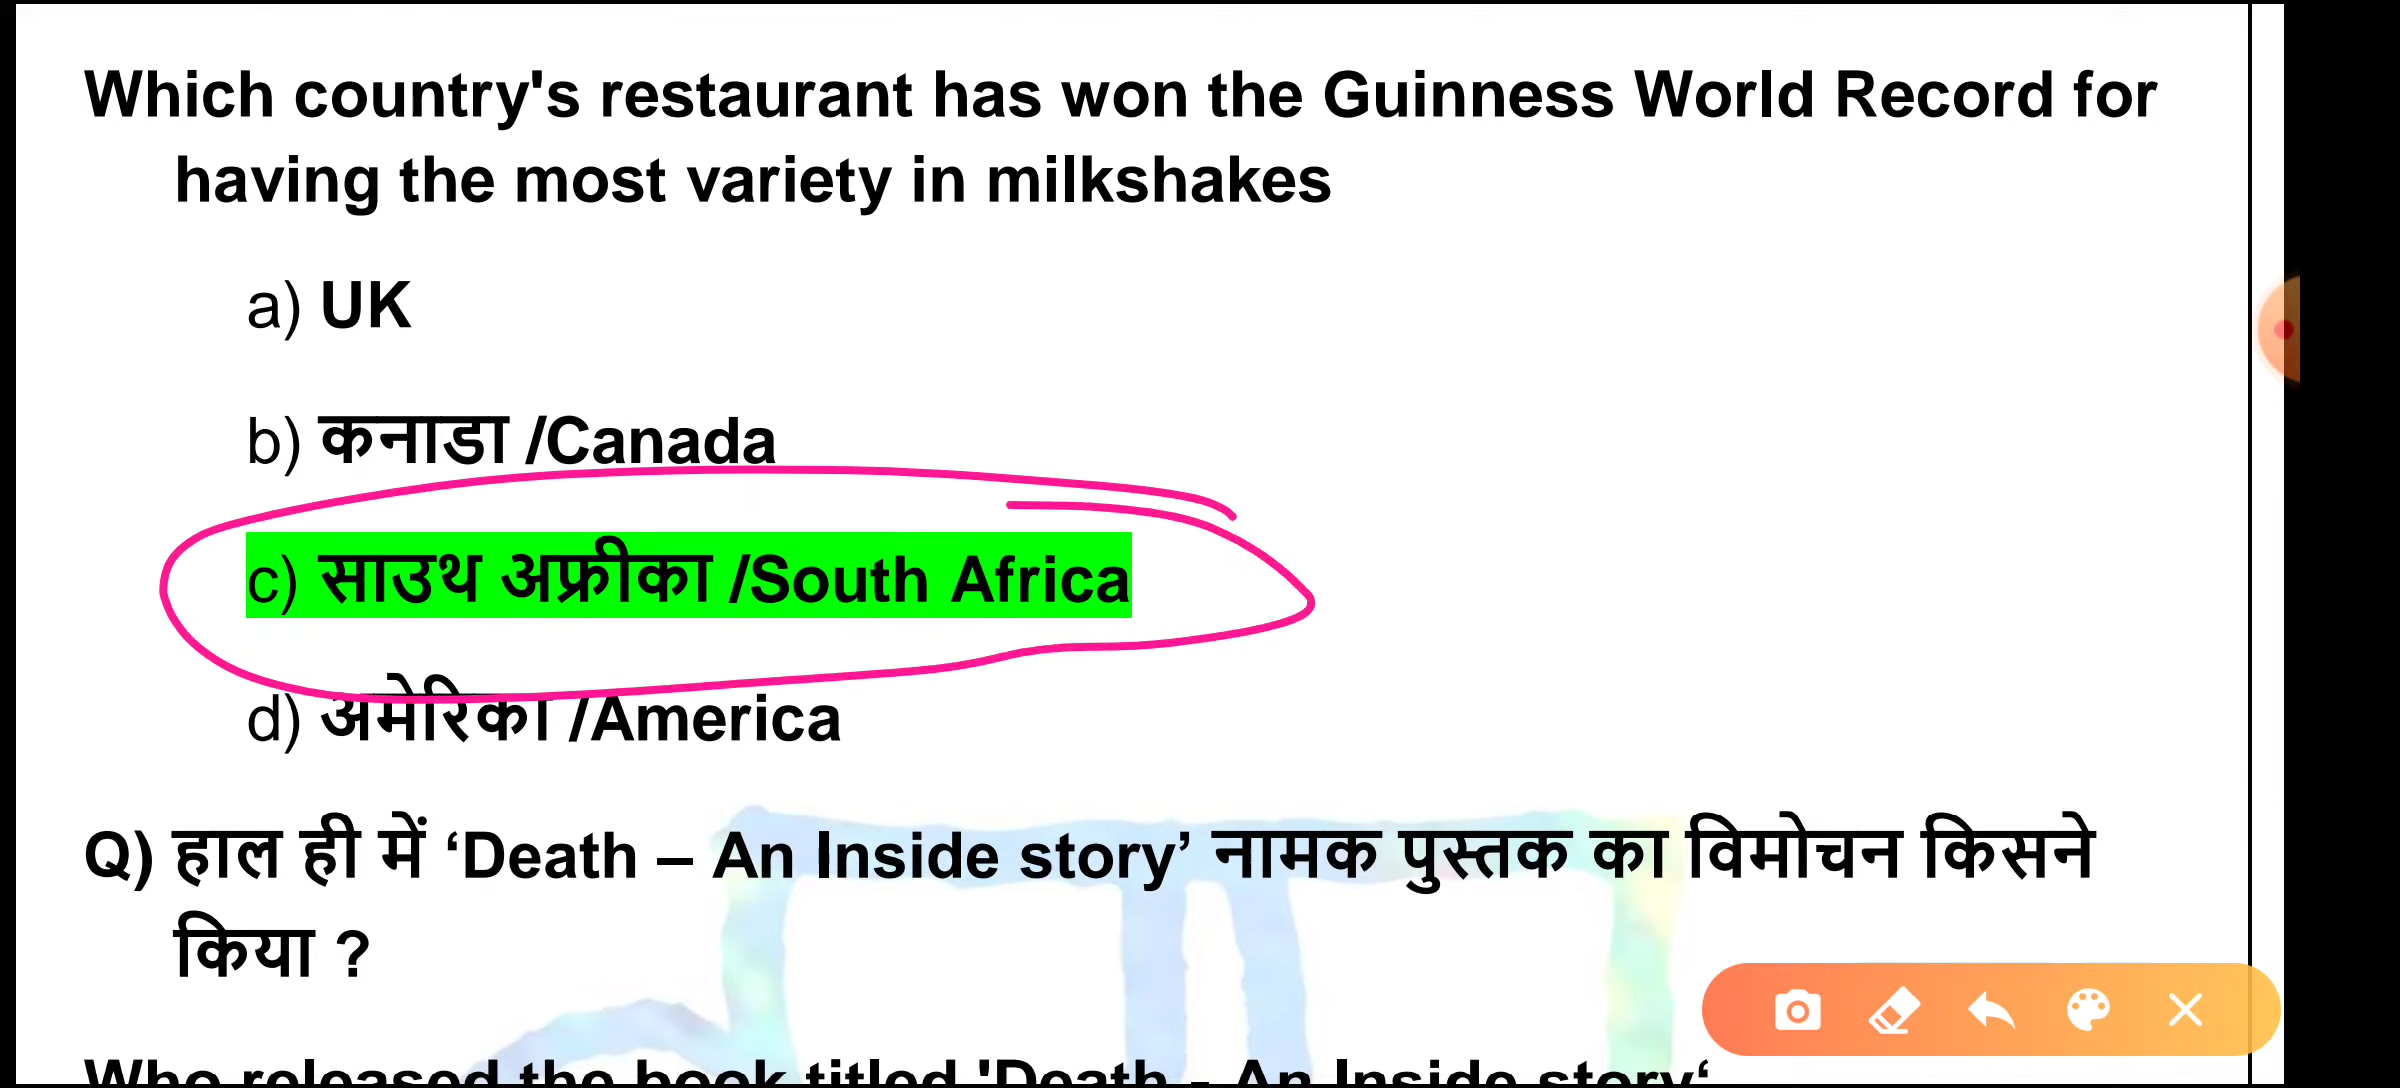 Which country's restaurant has won the Guinness World Record for
having the most variety in milkshakes
a) UK
b) कनाडा /Canada
c) साउथ अफ्रीका /South Africa
d) अमेरिका /America
Q) हाल ही में ‘Death – An Inside story’ नामक पुस्तक का विमोचन किसने
किया ?
Who released the book titled 'Death - An Inside story‘